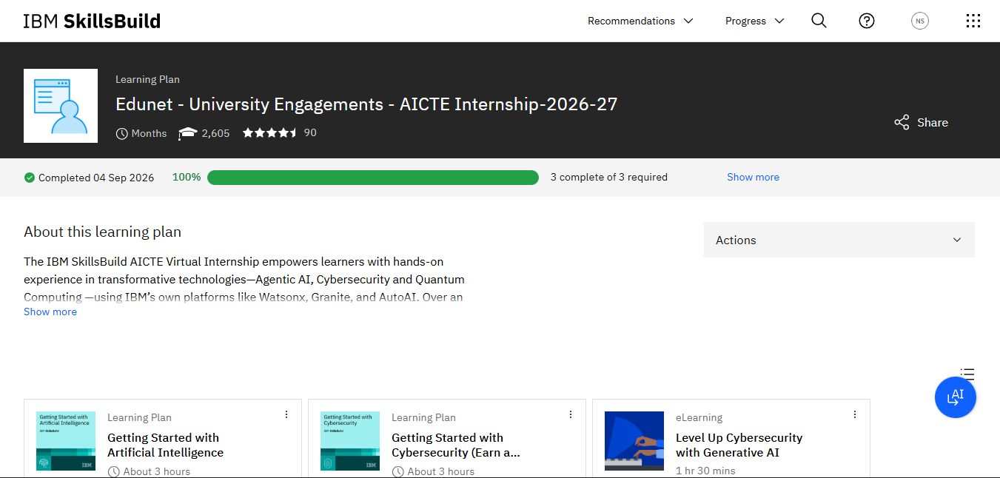 IBM SkillsBuild
Recommendations
Progress
NS
Learning Plan
Edunet - University Engagements - AICTE Internship-2026-27
Months
2,605
90
Share
Completed 04 Sep 2026
100%
3 complete of 3 required
Show more
About this learning plan
Actions
The IBM SkillsBuild AICTE Virtual Internship empowers learners with hands-on
experience in transformative technologies—Agentic AI, Cybersecurity and Quantum
Computing —using IBM’s own platforms like Watsonx, Granite, and AutoAI. Over an
Show more
AI
Getting Started with
Artificial Intelligence
IBM SkillsBuild
IBM
Learning Plan
Getting Started with
Artificial Intelligence
About 3 hours
Getting Started with
Cybersecurity
IBM SkillsBuild
IBM
Learning Plan
Getting Started with
Cybersecurity (Earn a...
About 3 hours
eLearning
Level Up Cybersecurity
with Generative AI
1 hr 30 mins